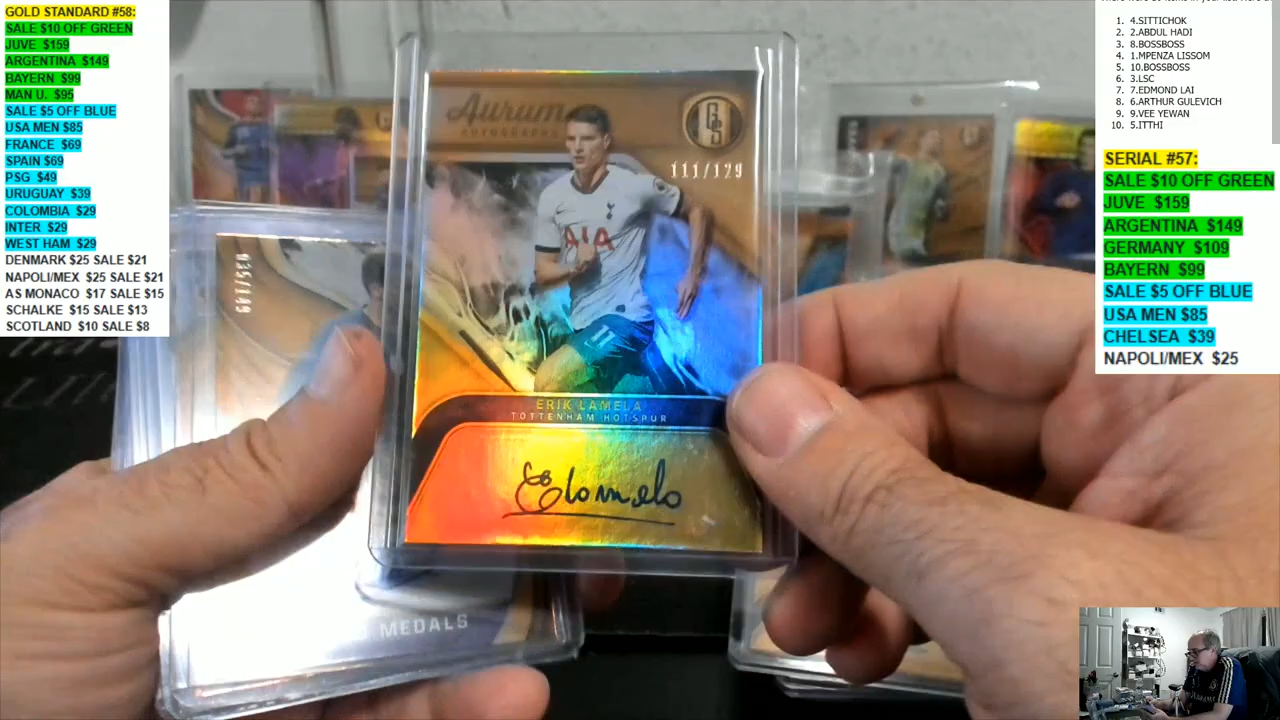 GOLD STANDARD #58:
SALE $10 OFF GREEN
JUVE $159
ARGENTINA $149
BAYERN $99
MAN U. $95
SALE $5 OFF BLUE
USA MEN $85
FRANCE $69
SPAIN $69
PSG $49
URUGUAY $39
COLOMBIA $29
INTER $29
WEST HAM $29
DENMARK $25 SALE $21
NAPOLI/MEX $25 SALE $21
AS MONACO $17 SALE $15
SCHALKE $15 SALE $13
SCOTLAND $10 SALE $8
Aurum
AUTOGRAPHS
GS
111/129
AIA
11
ERIK LAMELA
TOTTENHAM HOTSPUR
Elamela
035/149
MEDALS
1. 4.SITTICHOK
2. 2.ABDUL HADI
3. 8.BOSSBOSS
4. 1.MPENZA LISSOM
5. 10.BOSSBOSS
6. 3.LSC
7. 7.EDMOND LAI
8. 6.ARTHUR GULEVICH
9. 9.VEE YEWAN
10. 5.ITTHI
SERIAL #57:
SALE $10 OFF GREEN
JUVE $159
ARGENTINA $149
GERMANY $109
BAYERN $99
SALE $5 OFF BLUE
USA MEN $85
CHELSEA $39
NAPOLI/MEX $25